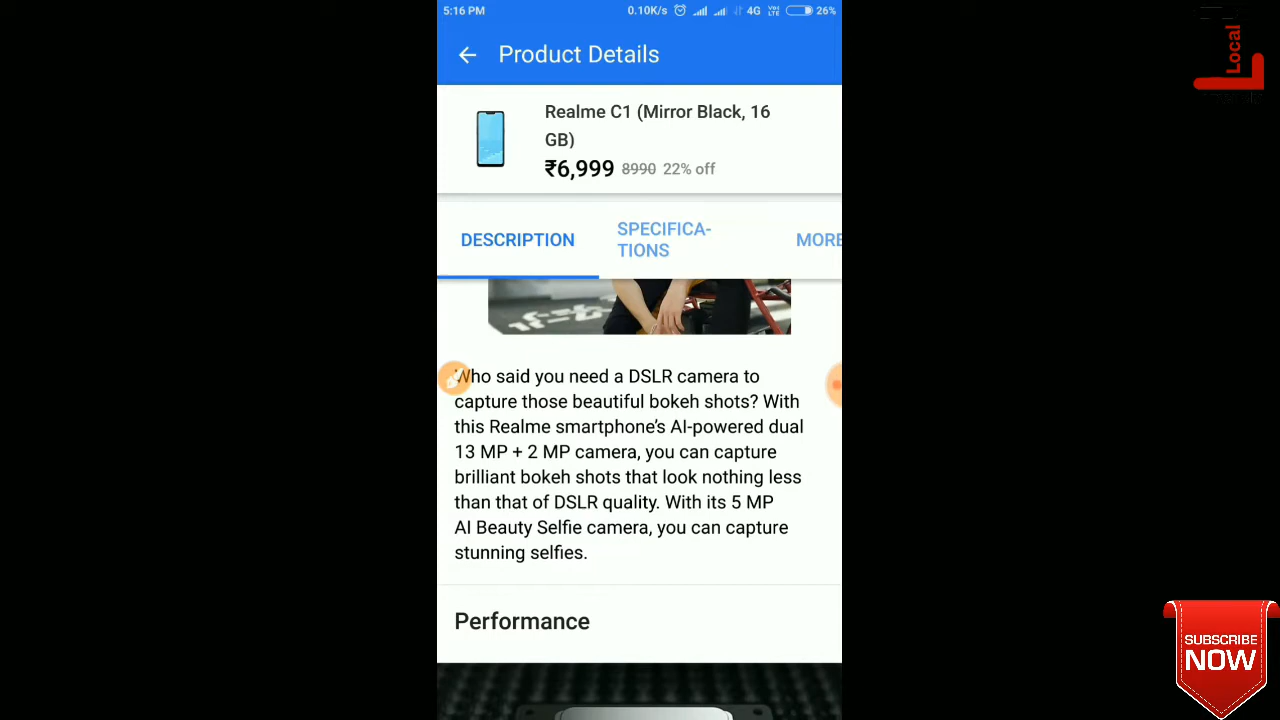 5:16 PM 0.10K/s 4G VoLTE 26%
Local
Product Details
Realme C1 (Mirror Black, 16
GB)
₹6,999 8990 22% off
DESCRIPTION
SPECIFICA-
TIONS
MORE
Who said you need a DSLR camera to
capture those beautiful bokeh shots? With
this Realme smartphone's AI-powered dual
13 MP + 2 MP camera, you can capture
brilliant bokeh shots that look nothing less
than that of DSLR quality. With its 5 MP
AI Beauty Selfie camera, you can capture
stunning selfies.
Performance
SUBSCRIBE
NOW